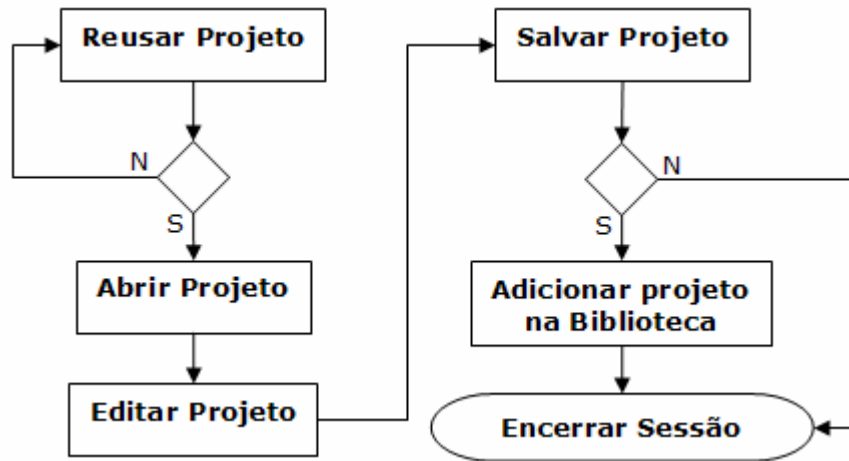 Reusar Projeto
N
S
Abrir Projeto
Editar Projeto
Salvar Projeto
N
S
Adicionar projeto
na Biblioteca
Encerrar Sessão